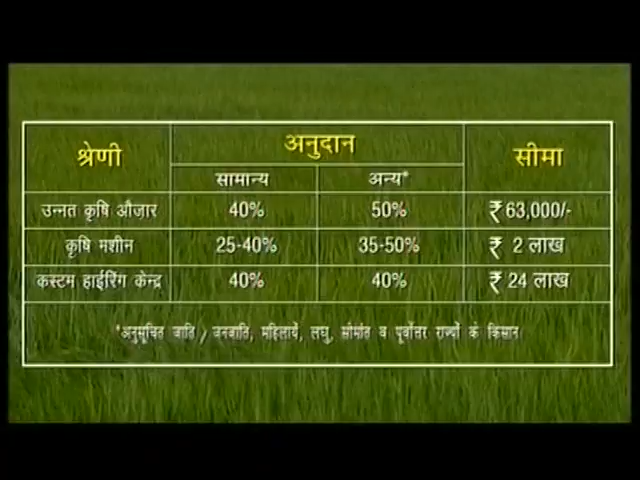 श्रेणी अनुदान सीमा
सामान्य अन्य*
उन्नत कृषि औज़ार 40% 50% ₹ 63,000/-
कृषि मशीन 25-40% 35-50% ₹ 2 लाख
कस्टम हाईरिंग केन्द्र 40% 40% ₹ 24 लाख
*अनुसूचित जाति / जनजाति, महिलायें, लघु, सीमांत व पूर्वोत्तर राज्यों के किसान